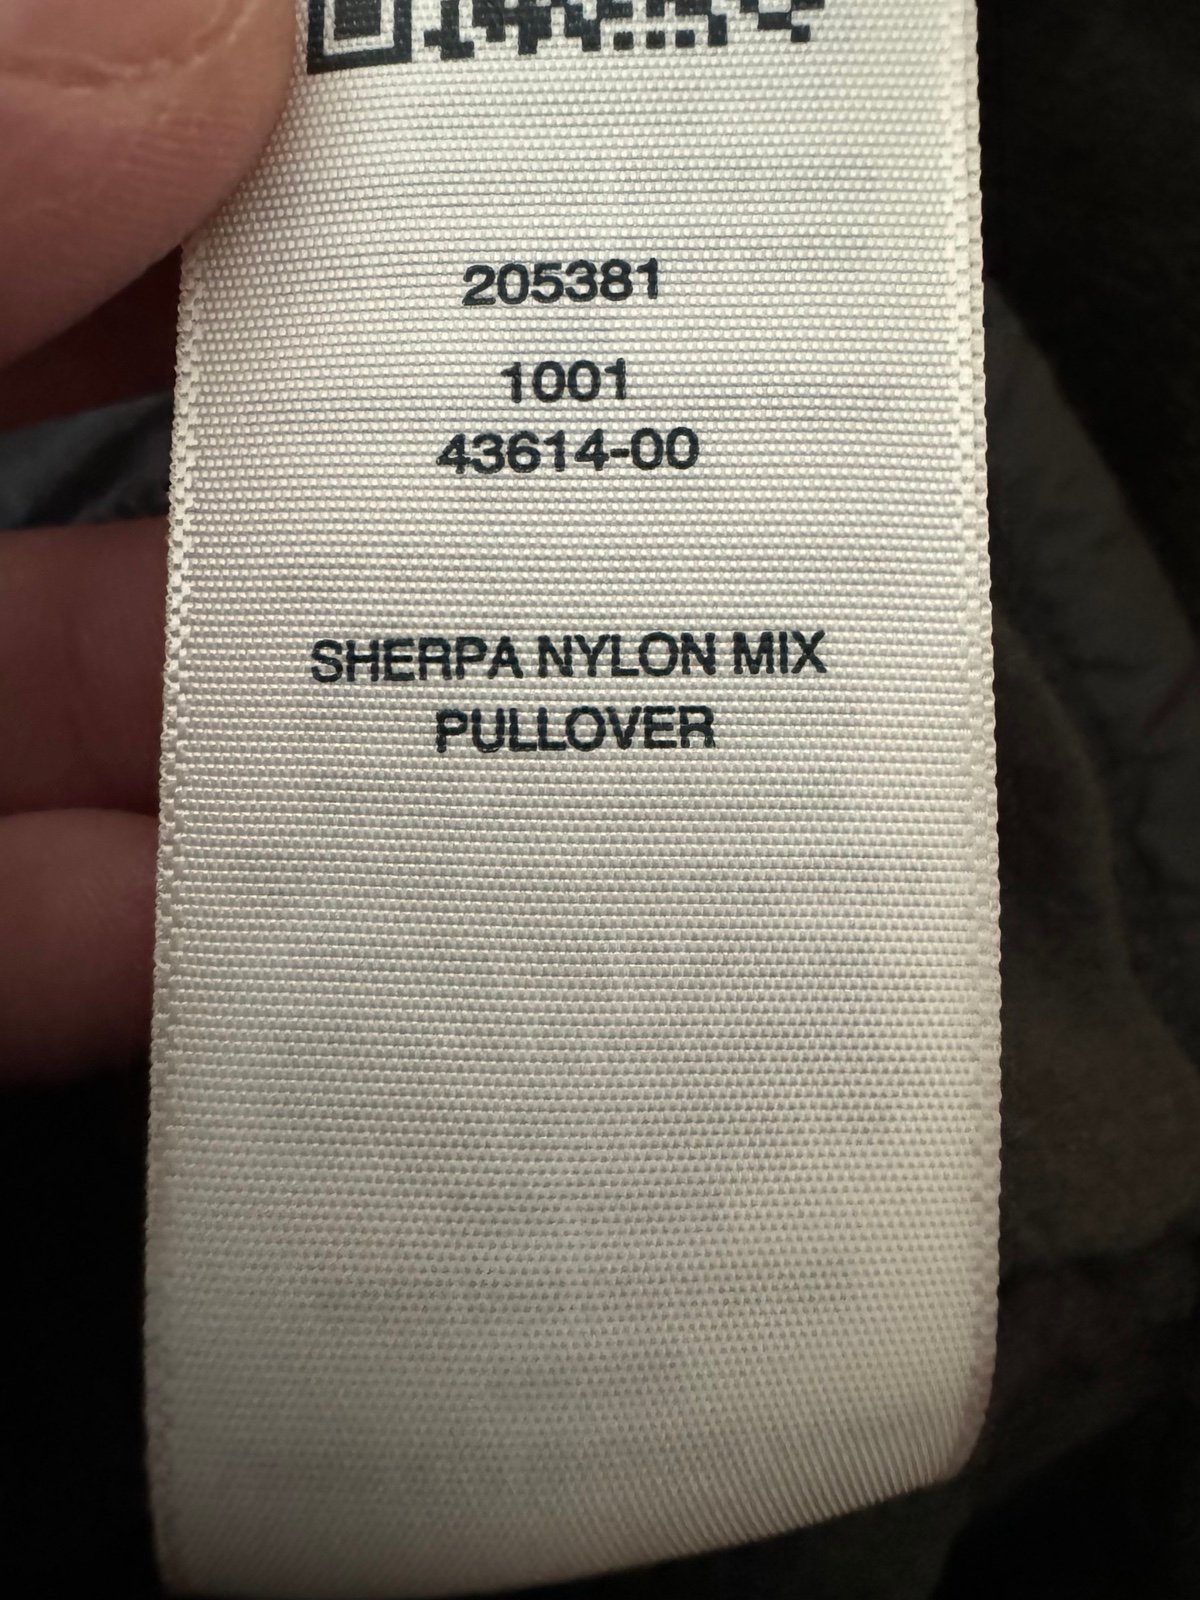 205381
1001
43614-00
SHERPA NYLON MIX
PULLOVER